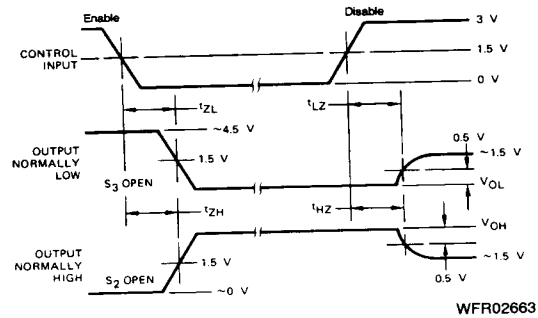 Enable
Disable
3 V
CONTROL
INPUT
1.5 V
0 V
tZL
tLZ
0.5 V
~4.5 V
~1.5 V
OUTPUT
NORMALLY
LOW
1.5 V
S3 OPEN
VOL
tZH
tHZ
VOH
OUTPUT
NORMALLY
HIGH
1.5 V
S2 OPEN
~1.5 V
~0 V
0.5 V
WFR02663